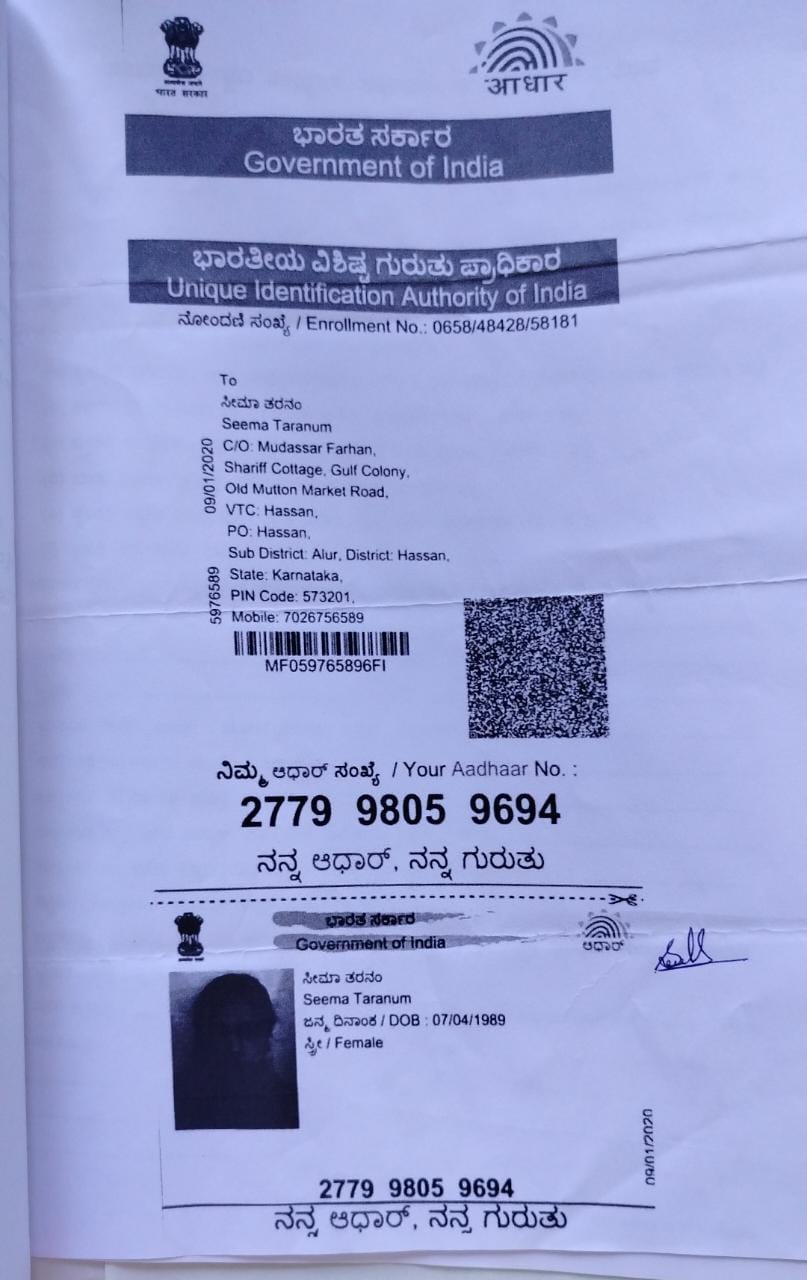 भारत सरकार
आधार
ಭಾರತ ಸರ್ಕಾರ
Government of India
ಭಾರತೀಯ ವಿಶಿಷ್ಟ ಗುರುತು ಪ್ರಾಧಿಕಾರ
Unique Identification Authority of India
ನೋಂದಣಿ ಸಂಖ್ಯೆ / Enrollment No.: 0658/48428/58181
To
ಸೀಮಾ ತರನಂ
Seema Taranum
C/O: Mudassar Farhan,
Shariff Cottage, Gulf Colony,
Old Mutton Market Road,
VTC: Hassan,
PO: Hassan,
Sub District: Alur, District: Hassan,
State: Karnataka,
PIN Code: 573201,
Mobile: 7026756589
09/01/2020
5976589
MF059765896FI
ನಿಮ್ಮ ಆಧಾರ್ ಸಂಖ್ಯೆ / Your Aadhaar No. :
2779 9805 9694
ನನ್ನ ಆಧಾರ್, ನನ್ನ ಗುರುತು
ಭಾರತ ಸರ್ಕಾರ
Government of India
ಆಧಾರ್
ಸೀಮಾ ತರನಂ
Seema Taranum
ಜನ್ಮ ದಿನಾಂಕ / DOB : 07/04/1989
ಸ್ತ್ರೀ / Female
09/01/2020
2779 9805 9694
ನನ್ನ ಆಧಾರ್, ನನ್ನ ಗುರುತು